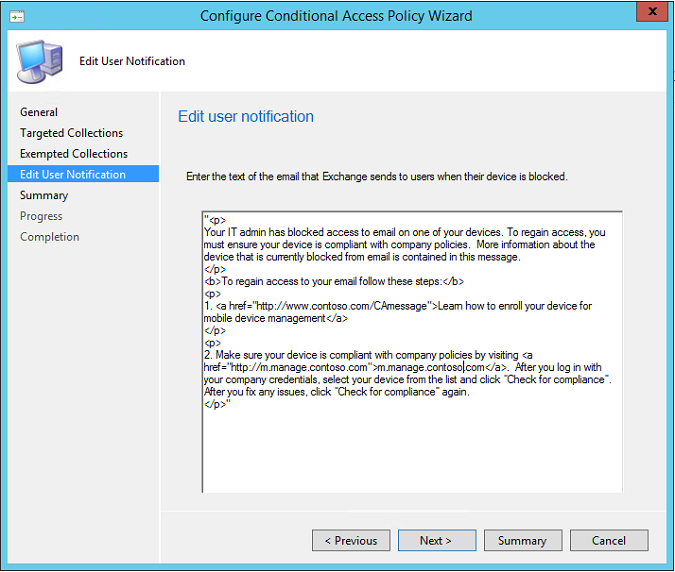 Configure Conditional Access Policy Wizard
x
Edit User Notification
General
Targeted Collections
Exempted Collections
Edit User Notification
Summary
Progress
Completion
Edit user notification
Enter the text of the email that Exchange sends to users when their device is blocked.
"<p>
Your IT admin has blocked access to email on one of your devices. To regain access, you
must ensure your device is compliant with company policies.  More information about the
device that is currently blocked from email is contained in this message.
</p>
<b>To regain access to your email follow these steps:</b>
<p>
1. <a href="http://www.contoso.com/CAmessage">Learn how to enroll your device for
mobile device management</a>
</p>
<p>
2. Make sure your device is compliant with company policies by visiting <a
href="http://m.manage.contoso.com">m.manage.contoso.com</a>.  After you log in with
your company credentials, select your device from the list and click "Check for compliance".
After you fix any issues, click "Check for compliance" again.
</p>"
< Previous
Next >
Summary
Cancel